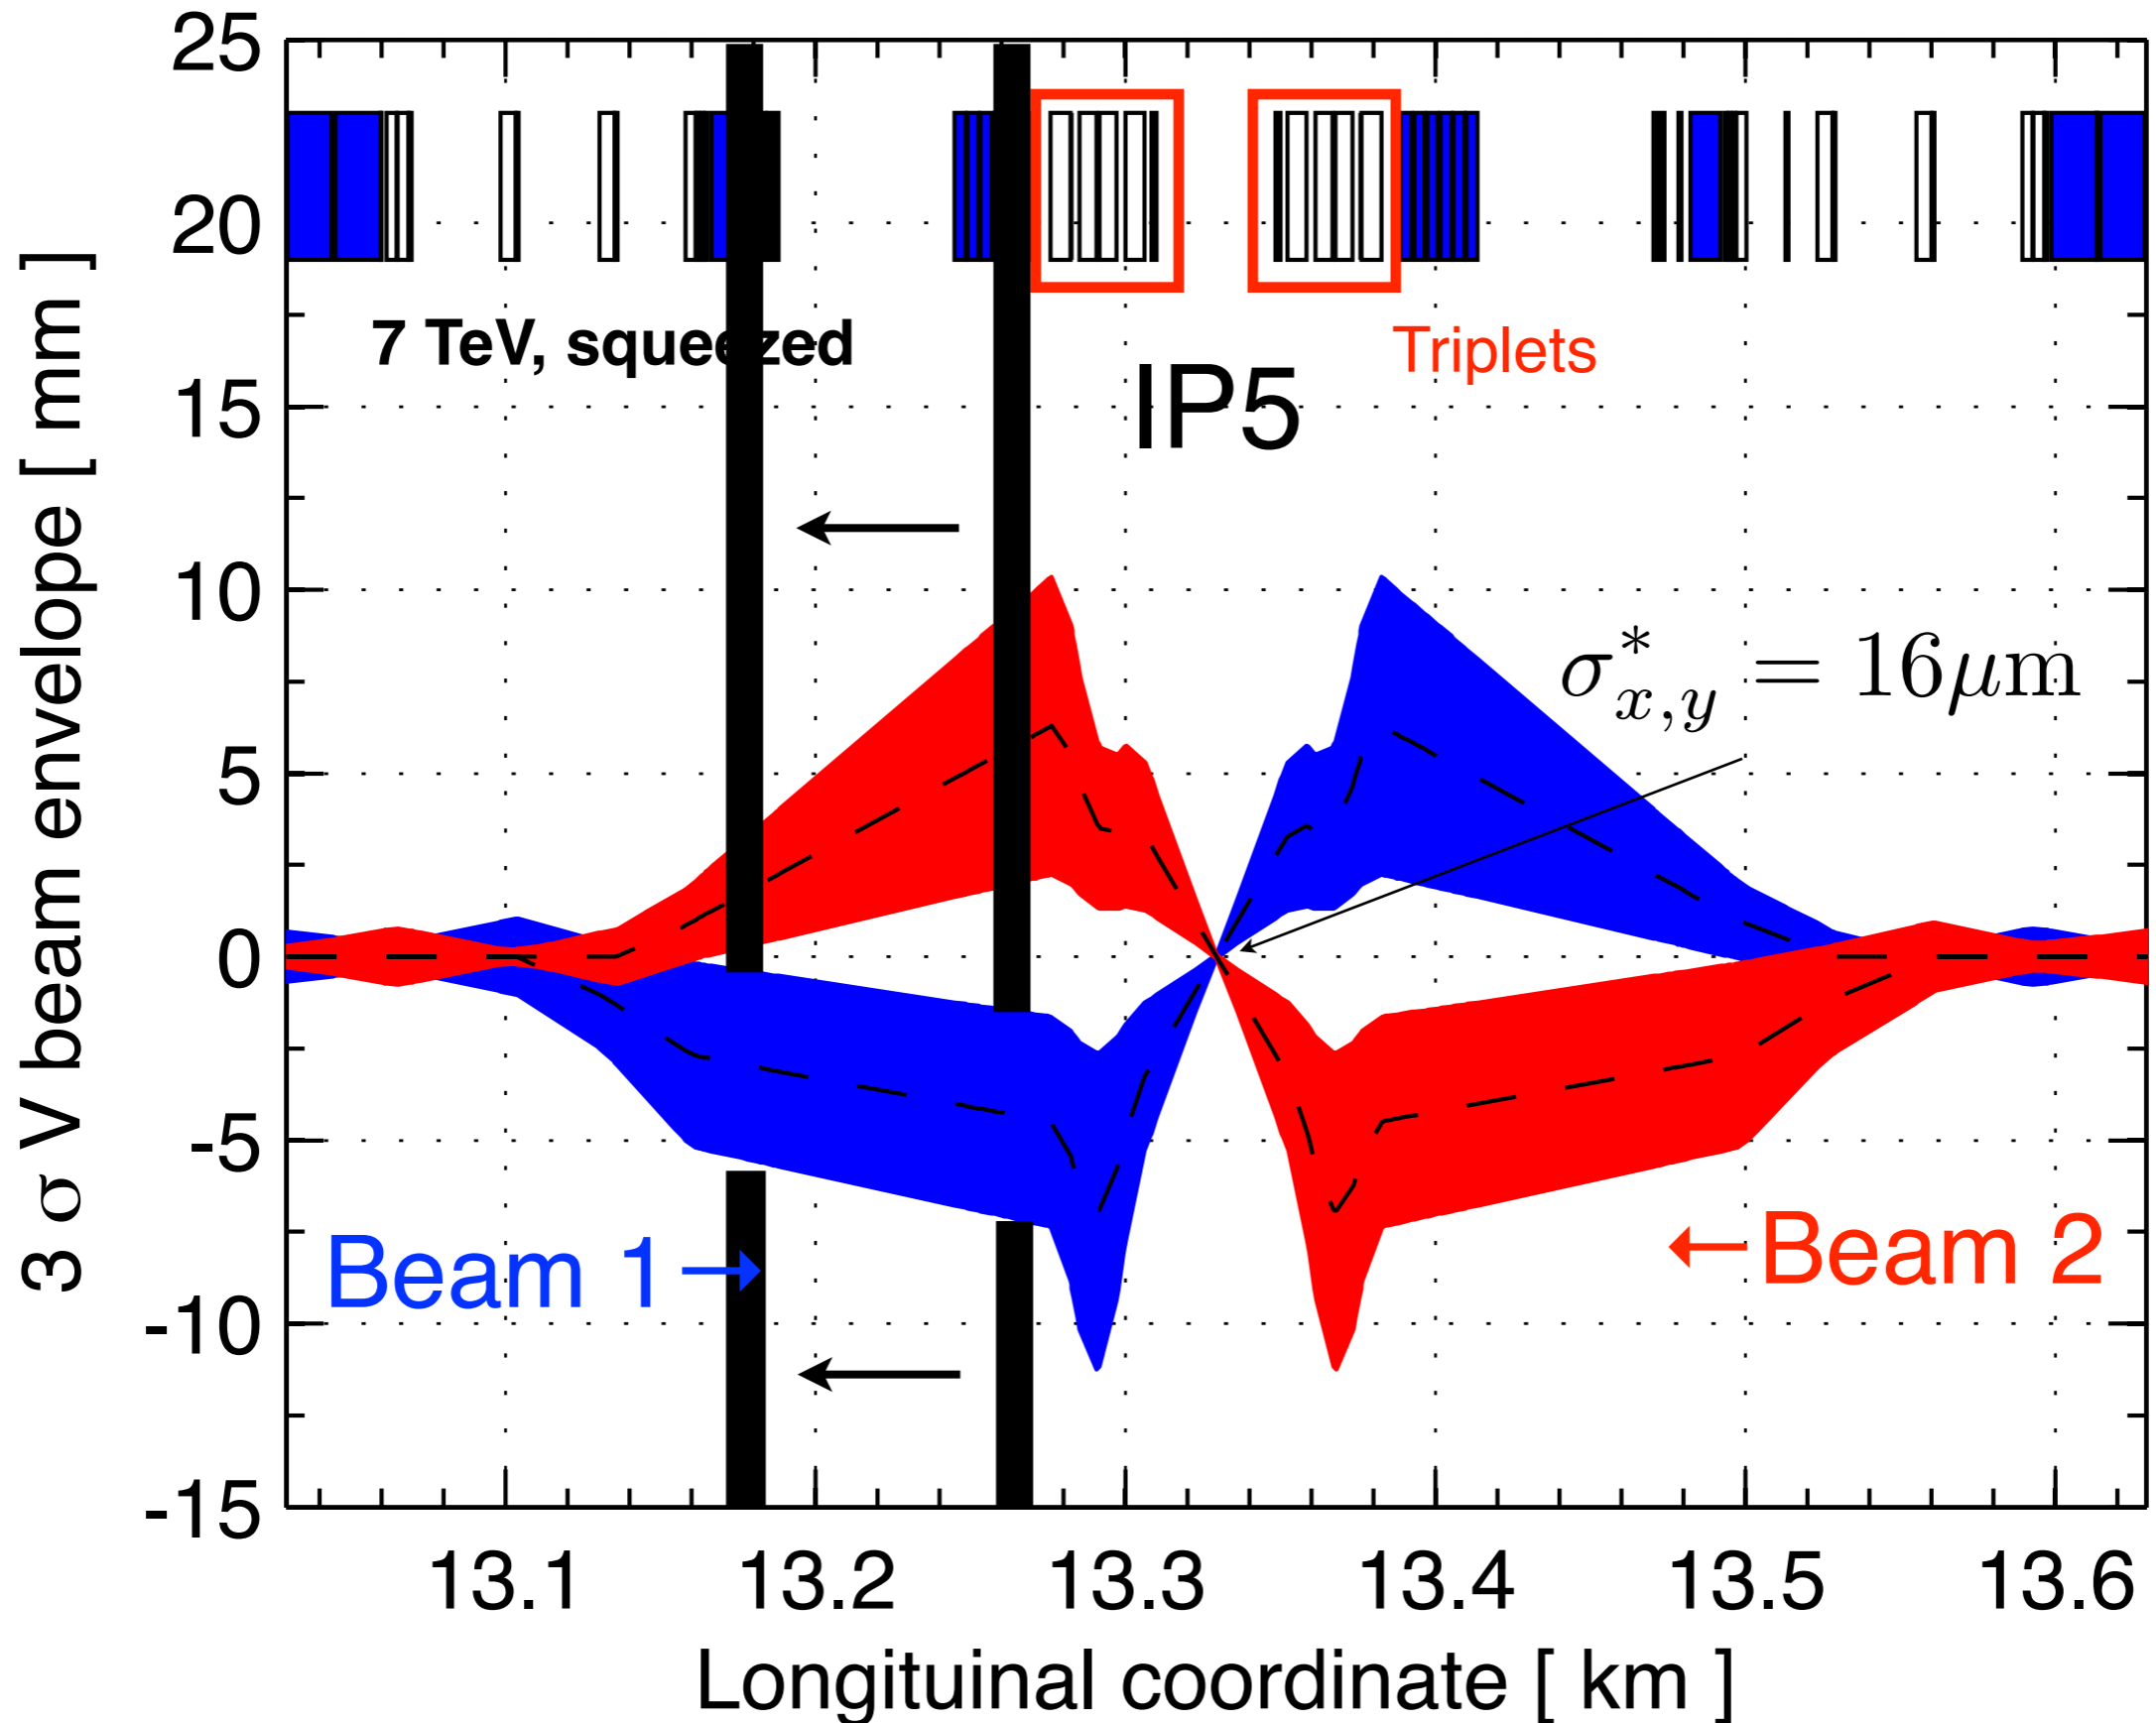 25
20
15
10
5
0
-5
-10
-15
3 σ V beam envelope [ mm ]
7 TeV, squeezed
Triplets
IP5
σ*x,y = 16μm
Beam 1
Beam 2
13.1 13.2 13.3 13.4 13.5 13.6
Longituinal coordinate [ km ]